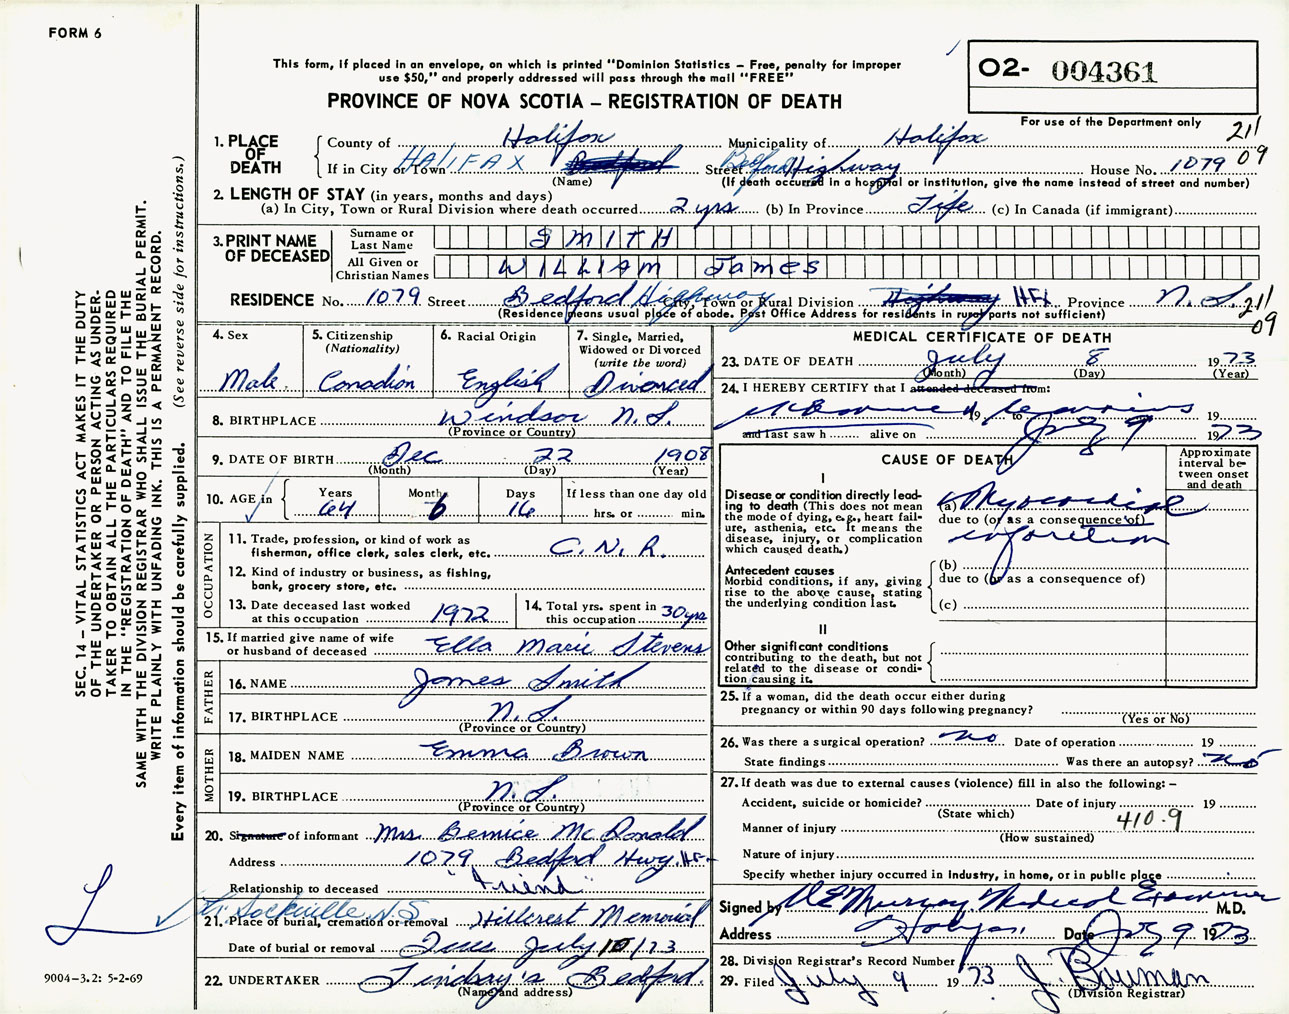 FORM 6
This form, if placed in an envelope, on which is printed "Dominion Statistics – Free, penalty for improper
use $50," and properly addressed will pass through the mail "FREE"
PROVINCE OF NOVA SCOTIA – REGISTRATION OF DEATH
02- 004361
For use of the Department only
211
09
1. PLACE OF DEATH
County of Halifax Municipality of Halifax
If in City or Town HALIFAX Bedford Street Bedford Highway House No. 1079
(Name) (If death occurred in a hospital or institution, give the name instead of street and number)
2. LENGTH OF STAY (in years, months and days)
(a) In City, Town or Rural Division where death occurred 2 yrs (b) In Province Life (c) In Canada (if immigrant)
3. PRINT NAME OF DECEASED
Surname or Last Name SMITH
All Given or Christian Names WILLIAM James
RESIDENCE No. 1079 Street Bedford Highway City, Town or Rural Division Highway HFX Province N.S.
(Residence means usual place of abode. Post Office Address for residents in rural parts not sufficient)
211
09
4. Sex Male
5. Citizenship (Nationality) Canadian
6. Racial Origin English
7. Single, Married, Widowed or Divorced (write the word) Divorced
8. BIRTHPLACE Windsor N.S.
(Province or Country)
9. DATE OF BIRTH Dec 22 1908
(Month) (Day) (Year)
10. AGE in Years 64 Months 6 Days 16 If less than one day old hrs. or min.
OCCUPATION
11. Trade, profession, or kind of work as fisherman, office clerk, sales clerk, etc. C.N.R.
12. Kind of industry or business, as fishing, bank, grocery store, etc.
13. Date deceased last worked at this occupation 1972
14. Total yrs. spent in this occupation. 30 yrs
15. If married give name of wife or husband of deceased Ella Marie Stevens
FATHER
16. NAME James Smith
17. BIRTHPLACE N.S.
(Province or Country)
MOTHER
18. MAIDEN NAME Emma Brown
19. BIRTHPLACE N.S.
(Province or Country)
20. Signature of informant Mrs. Bernice McDonald
Address 1079 Bedford Hwy. HFX
Relationship to deceased "friend"
Sackville N.S
21. Place of burial, cremation or removal Hillcrest Memorial
Date of burial or removal July 10/73
22. UNDERTAKER Lindsay's Bedford
(Name and address)
MEDICAL CERTIFICATE OF DEATH
23. DATE OF DEATH July 8 1973
(Month) (Day) (Year)
24. I HEREBY CERTIFY that I attended deceased from:
19 to 19
and last saw h alive on July 9 1973
CAUSE OF DEATH
Approximate interval between onset and death
I
Disease or condition directly leading to death (This does not mean the mode of dying, e.g., heart failure, asthenia, etc. It means the disease, injury, or complication which caused death.)
(a) Myocardial
due to (or as a consequence of)
infarction
Antecedent causes
Morbid conditions, if any, giving rise to the above cause, stating the underlying condition last.
(b)
due to (or as a consequence of)
(c)
II
Other significant conditions contributing to the death, but not related to the disease or condition causing it.
25. If a woman, did the death occur either during pregnancy or within 90 days following pregnancy?
(Yes or No)
26. Was there a surgical operation? no Date of operation 19
State findings Was there an autopsy? no
27. If death was due to external causes (violence) fill in also the following: –
Accident, suicide or homicide? Date of injury 19
(State which)
410.9
Manner of injury
(How sustained)
Nature of injury
Specify whether injury occurred in industry, in home, or in public place
Signed by Murray Medical Examiner M.D.
Address Halifax Date July 9 1973
28. Division Registrar's Record Number
29. Filed July 9 1973 J. Bauman
(Division Registrar)
SEC. 14 – VITAL STATISTICS ACT MAKES IT THE DUTY
OF THE UNDERTAKER OR PERSON ACTING AS UNDER-
TAKER TO OBTAIN ALL THE PARTICULARS REQUIRED
IN THE "REGISTRATION OF DEATH" AND TO FILE THE
SAME WITH THE DIVISION REGISTRAR WHO SHALL ISSUE THE BURIAL PERMIT.
WRITE PLAINLY WITH UNFADING INK. THIS IS A PERMANENT RECORD.
Every item of information should be carefully supplied. (See reverse side for instructions.)
9004-3.2: 5-2-69